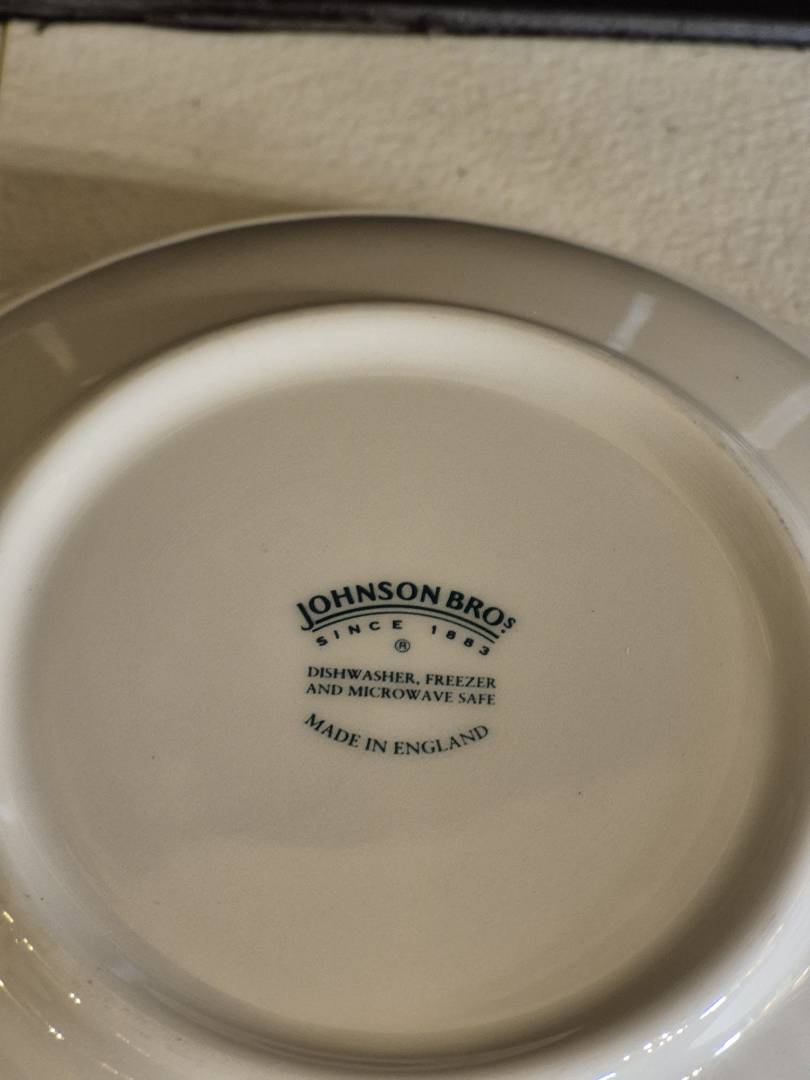 JOHNSON BROS
SINCE 1883
®
DISHWASHER, FREEZER
AND MICROWAVE SAFE
MADE IN ENGLAND